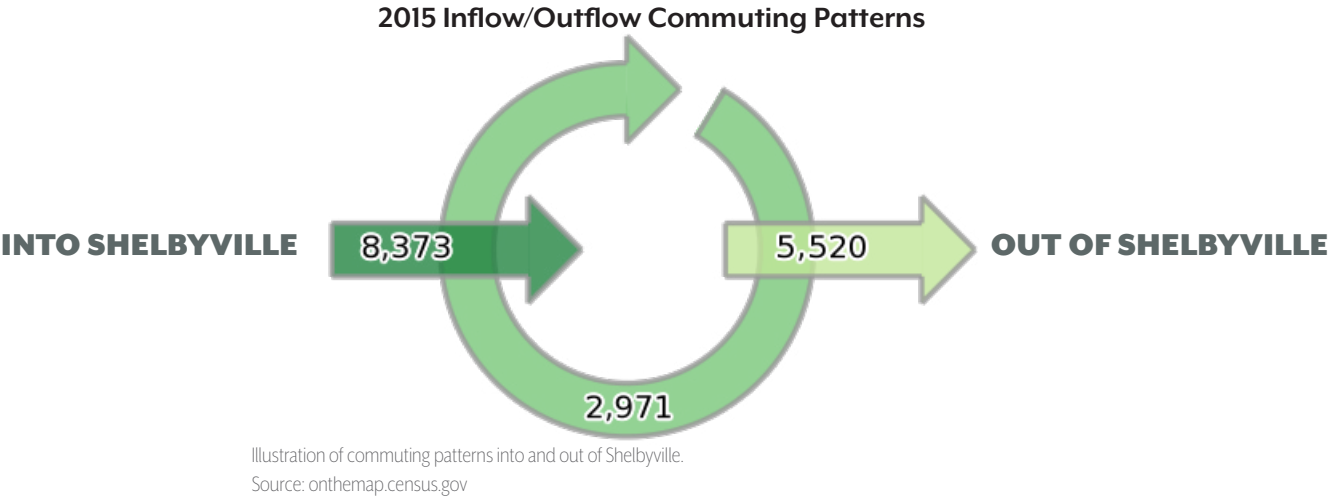 2015 Inflow/Outflow Commuting Patterns
INTO SHELBYVILLE
8,373
5,520
OUT OF SHELBYVILLE
2,971
Illustration of commuting patterns into and out of Shelbyville.
Source: onthemap.census.gov